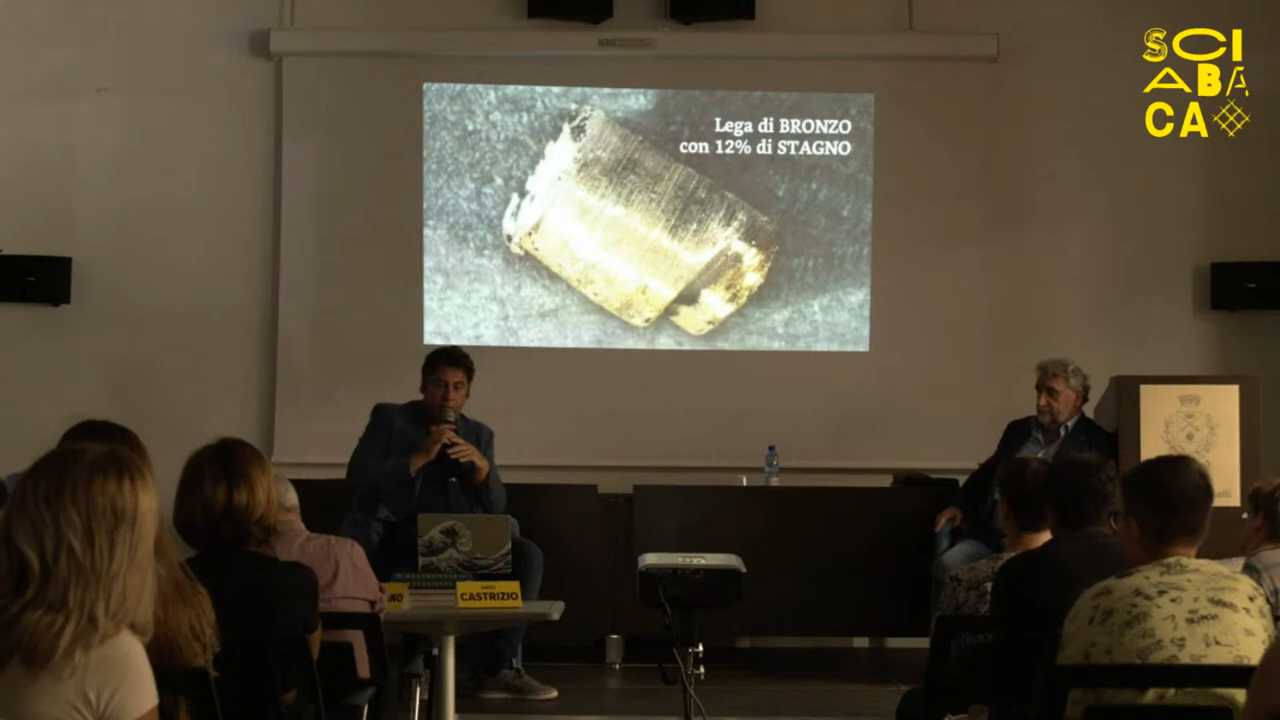 SCI
ABA
CA
Lega di BRONZO
con 12% di STAGNO
CASTRIZIO